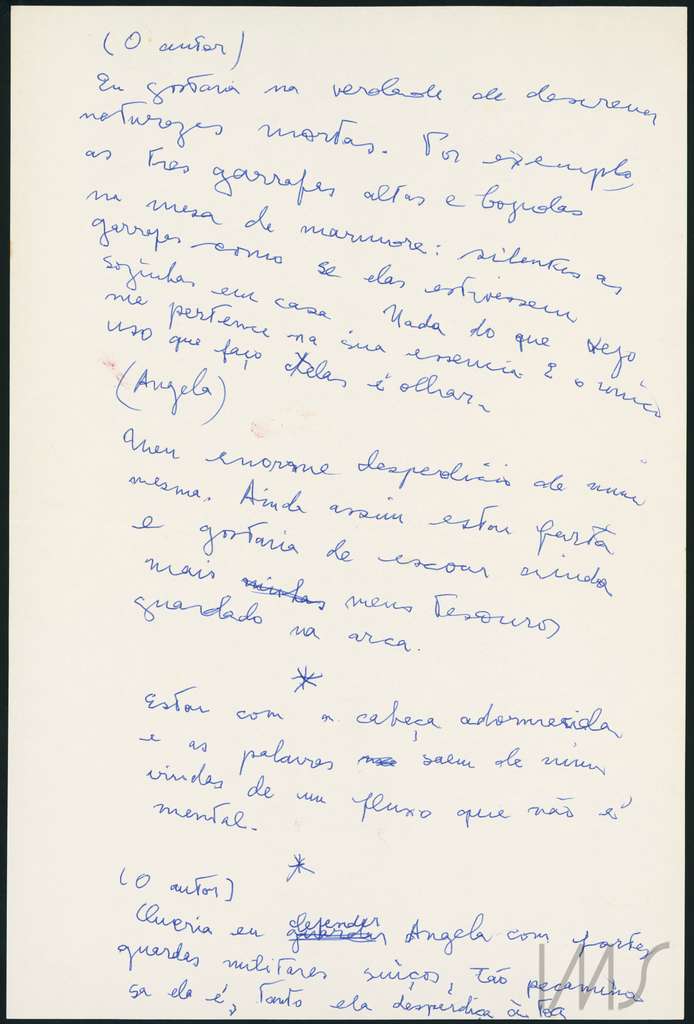 (O autor)
Eu gostaria na verdade de descrever
naturezas mortas. Por exemplo,
as tres garrafas altas e bojudas
na mesa de marmore: silentes as
garrafas como se elas estivessem
sozinhas em casa Nada do que vejo
me pertence na sua essencia. E o unico
uso que faço delas é olhar.
(Angela)
Meu enorme desperdicio de mim
mesma. Ainda assim estou farta
e gostaria de escoar ainda
mais minhas meus tesouros
guardado na arca.
*
Estou com a cabeça adormecida
e as palavras saem de mim
vindas de um fluxo que não é
mental.
*
(O autor)
Queria eu defender guardar Angela com fortes
guardas militares suiços, tão pecamino
sa ela é, tanto ela desperdiça à toa
IMS